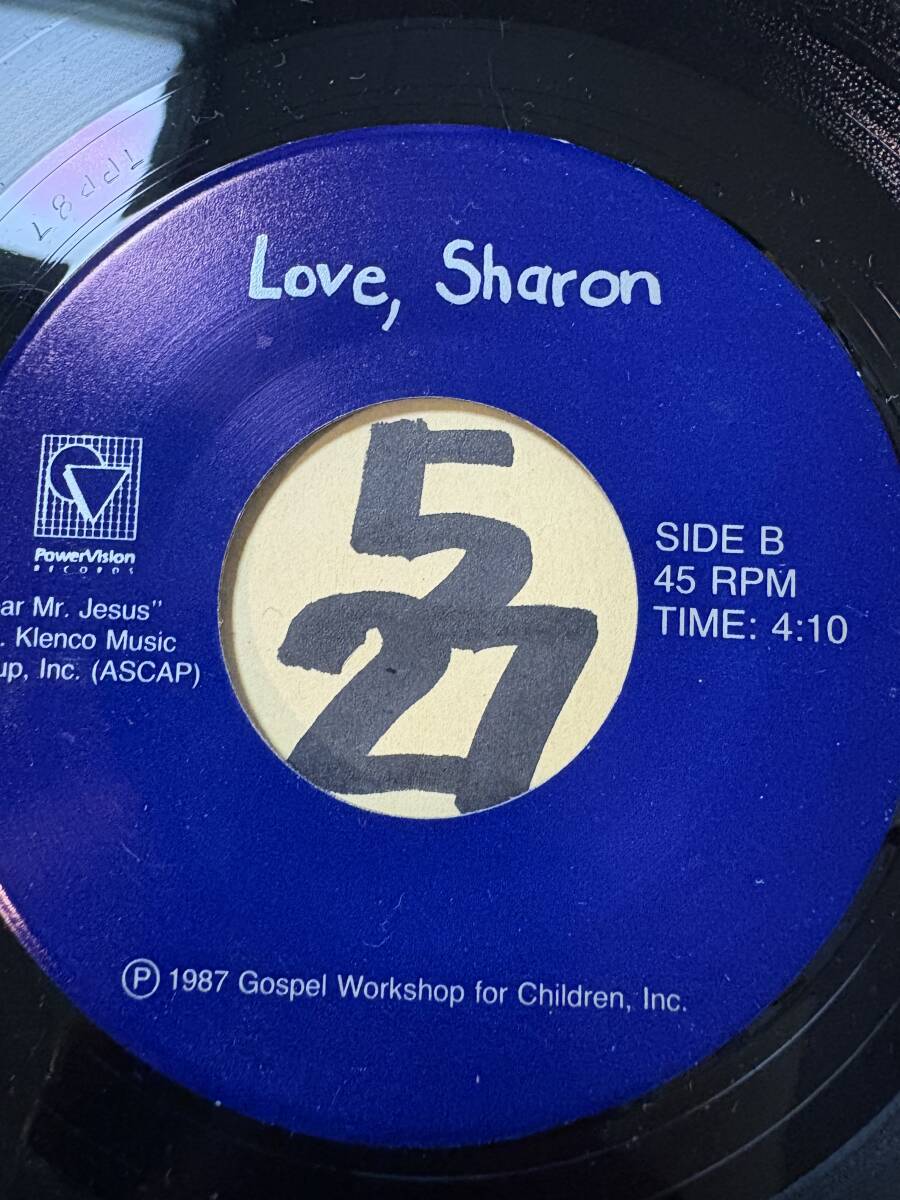 Love, Sharon
PowerVision
RECORDS
ar Mr. Jesus"
. Klenco Music
up, Inc. (ASCAP)
5
27
SIDE B
45 RPM
TIME: 4:10
Ⓟ 1987 Gospel Workshop for Children, Inc.
TPP87